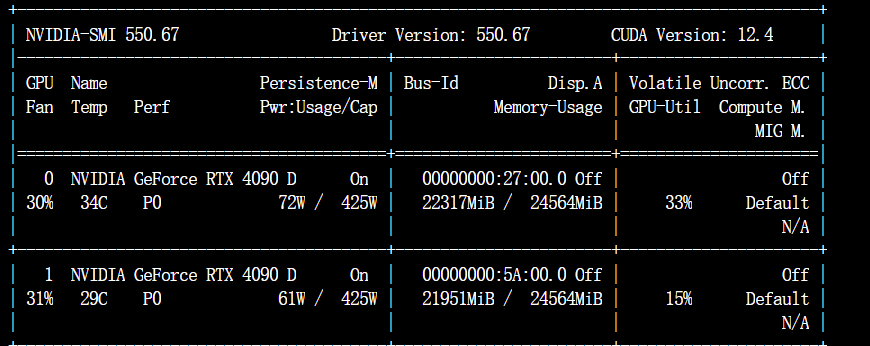 NVIDIA-SMI 550.67 Driver Version: 550.67 CUDA Version: 12.4
GPU Name Persistence-M | Bus-Id Disp.A | Volatile Uncorr. ECC
Fan Temp Perf Pwr:Usage/Cap | Memory-Usage | GPU-Util Compute M.
MIG M.
0 NVIDIA GeForce RTX 4090 D On | 00000000:27:00.0 Off | Off
30% 34C P0 72W / 425W | 22317MiB / 24564MiB | 33% Default
N/A
1 NVIDIA GeForce RTX 4090 D On | 00000000:5A:00.0 Off | Off
31% 29C P0 61W / 425W | 21951MiB / 24564MiB | 15% Default
N/A